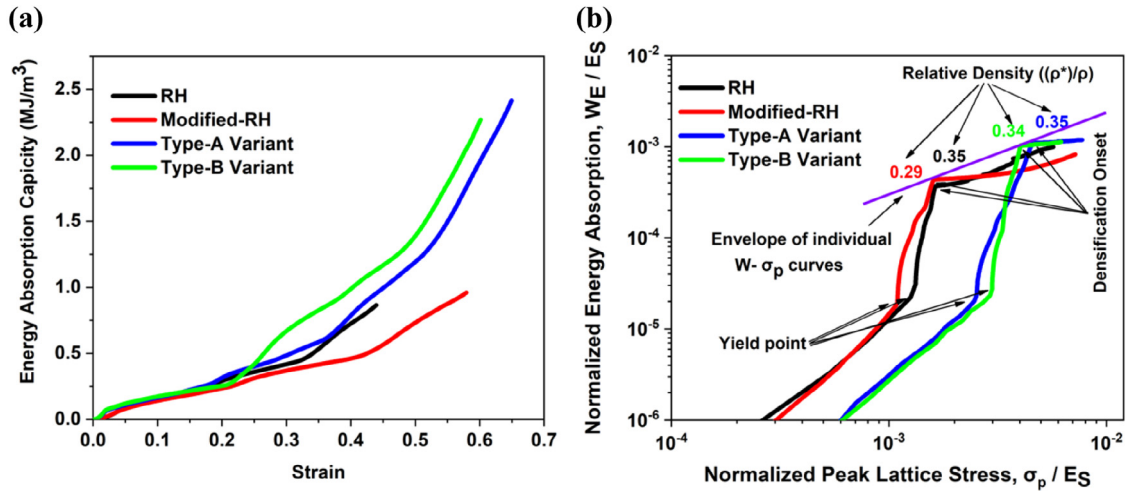 (a)
Energy Absorption Capicity (MJ/m³)
2.5
2.0
1.5
1.0
0.5
0.0
RH
Modified-RH
Type-A Variant
Type-B Variant
0.0 0.1 0.2 0.3 0.4 0.5 0.6 0.7
Strain
(b)
Normalized Energy Absorption, W_E / E_S
10⁻²
10⁻³
10⁻⁴
10⁻⁵
10⁻⁶
RH
Modified-RH
Type-A Variant
Type-B Variant
Relative Density ((ρ*)/ρ)
0.29
0.35
0.34
0.35
Envelope of individual
W- σ_p curves
Yield point
Densification Onset
10⁻⁴ 10⁻³ 10⁻²
Normalized Peak Lattice Stress, σ_p / E_S